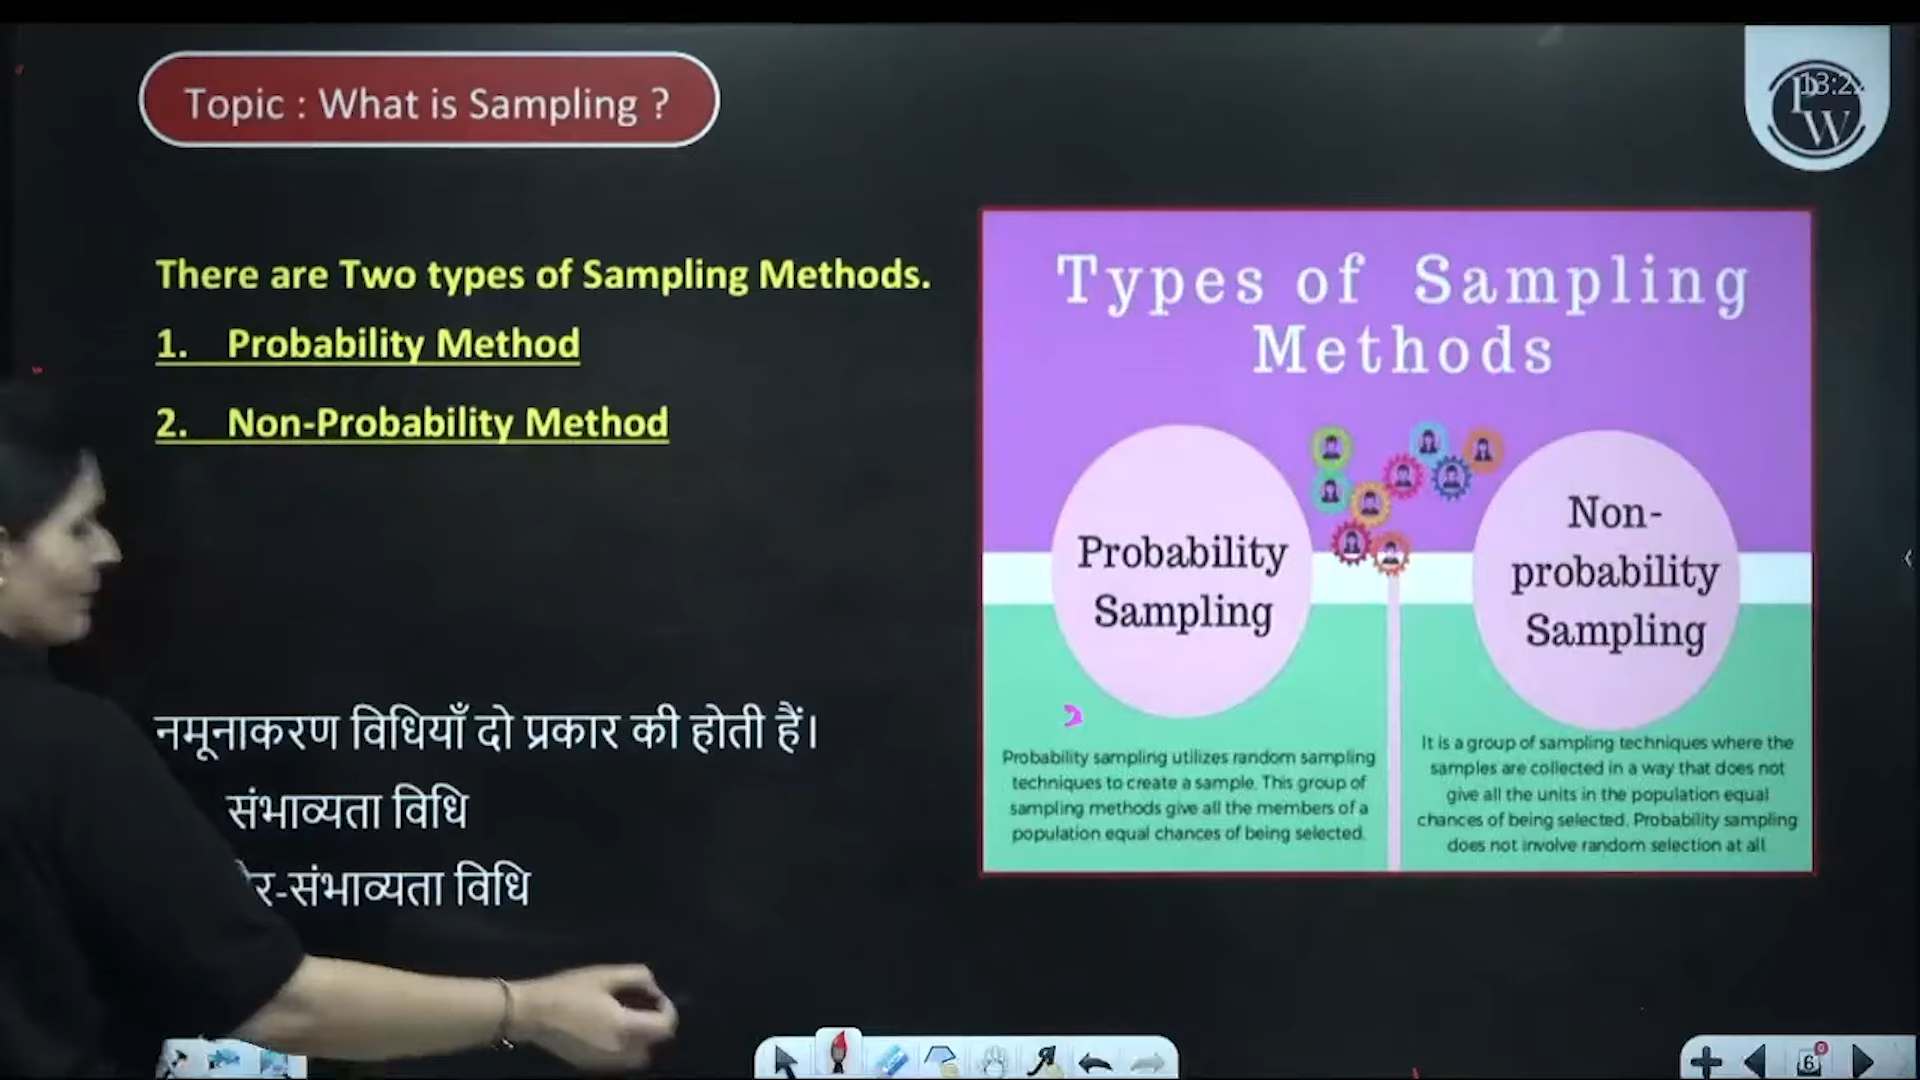 Topic : What is Sampling ?
There are Two types of Sampling Methods.
1. Probability Method
2. Non-Probability Method
नमूनाकरण विधियाँ दो प्रकार की होती हैं।
संभाव्यता विधि
र-संभाव्यता विधि
Types of Sampling
Methods
Probability
Sampling
Probability sampling utilizes random sampling
techniques to create a sample. This group of
sampling methods give all the members of a
population equal chances of being selected.
Non-
probability
Sampling
It is a group of sampling techniques where the
samples are collected in a way that does not
give all the units in the population equal
chances of being selected. Probability sampling
does not involve random selection at all
PW
6
0